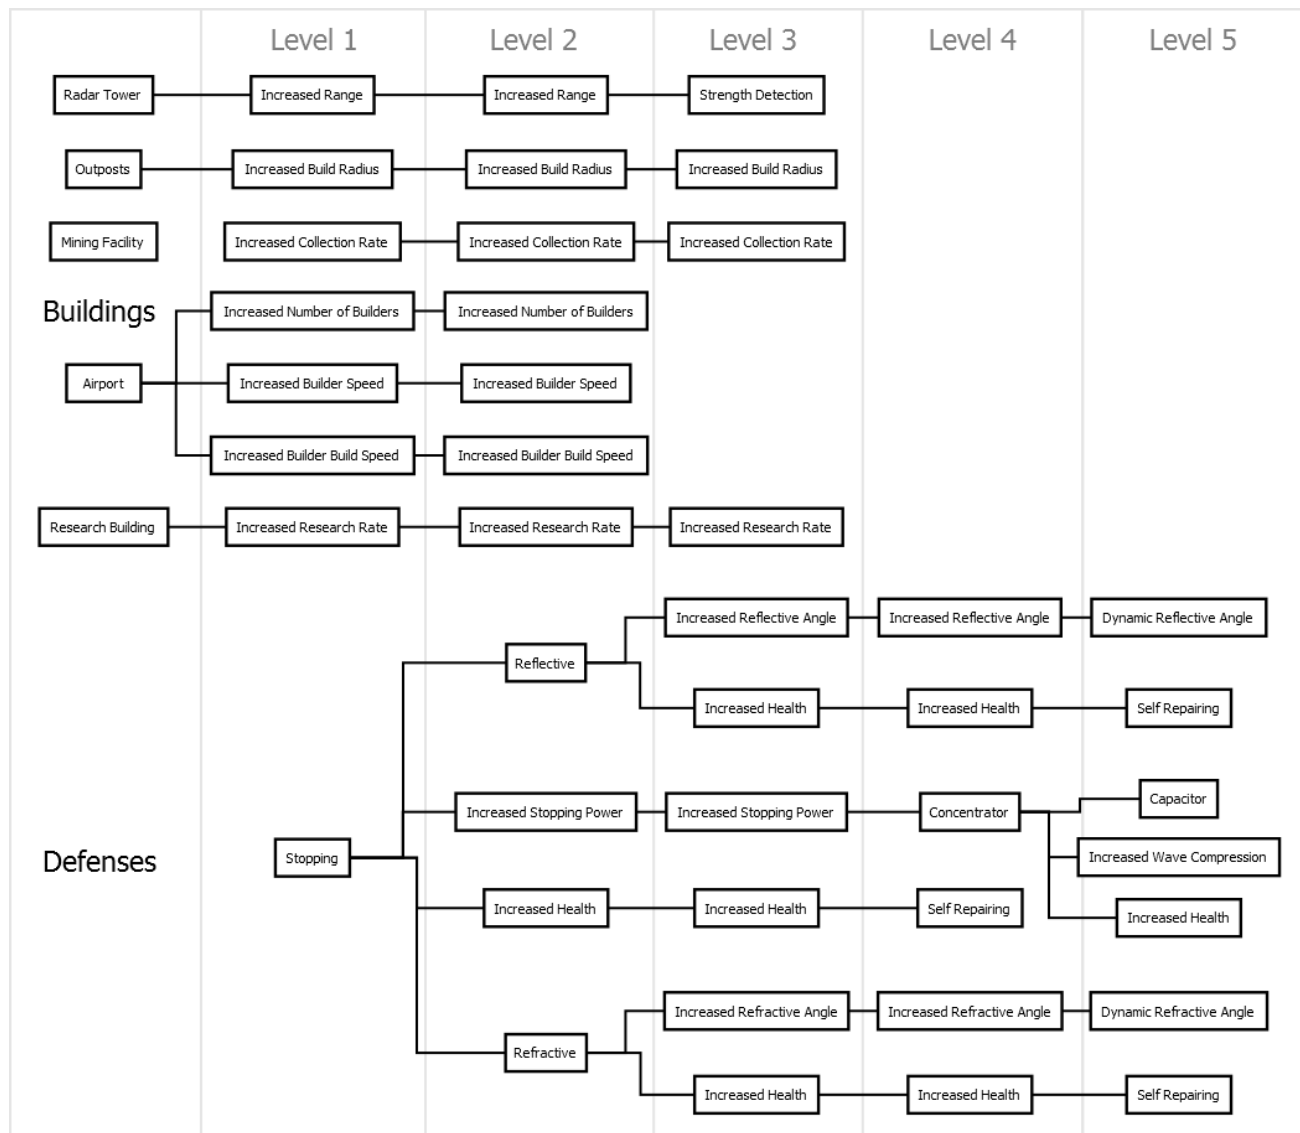 Level 1 Level 2 Level 3 Level 4 Level 5
Radar Tower Increased Range Increased Range Strength Detection
Outposts Increased Build Radius Increased Build Radius Increased Build Radius
Mining Facility Increased Collection Rate Increased Collection Rate Increased Collection Rate
Buildings Increased Number of Builders Increased Number of Builders
Airport Increased Builder Speed Increased Builder Speed
Increased Builder Build Speed Increased Builder Build Speed
Research Building Increased Research Rate Increased Research Rate Increased Research Rate
Increased Reflective Angle Increased Reflective Angle Dynamic Reflective Angle
Reflective
Increased Health Increased Health Self Repairing
Capacitor
Increased Stopping Power Increased Stopping Power Concentrator
Defenses Stopping Increased Wave Compression
Increased Health Increased Health Self Repairing
Increased Health
Increased Refractive Angle Increased Refractive Angle Dynamic Refractive Angle
Refractive
Increased Health Increased Health Self Repairing